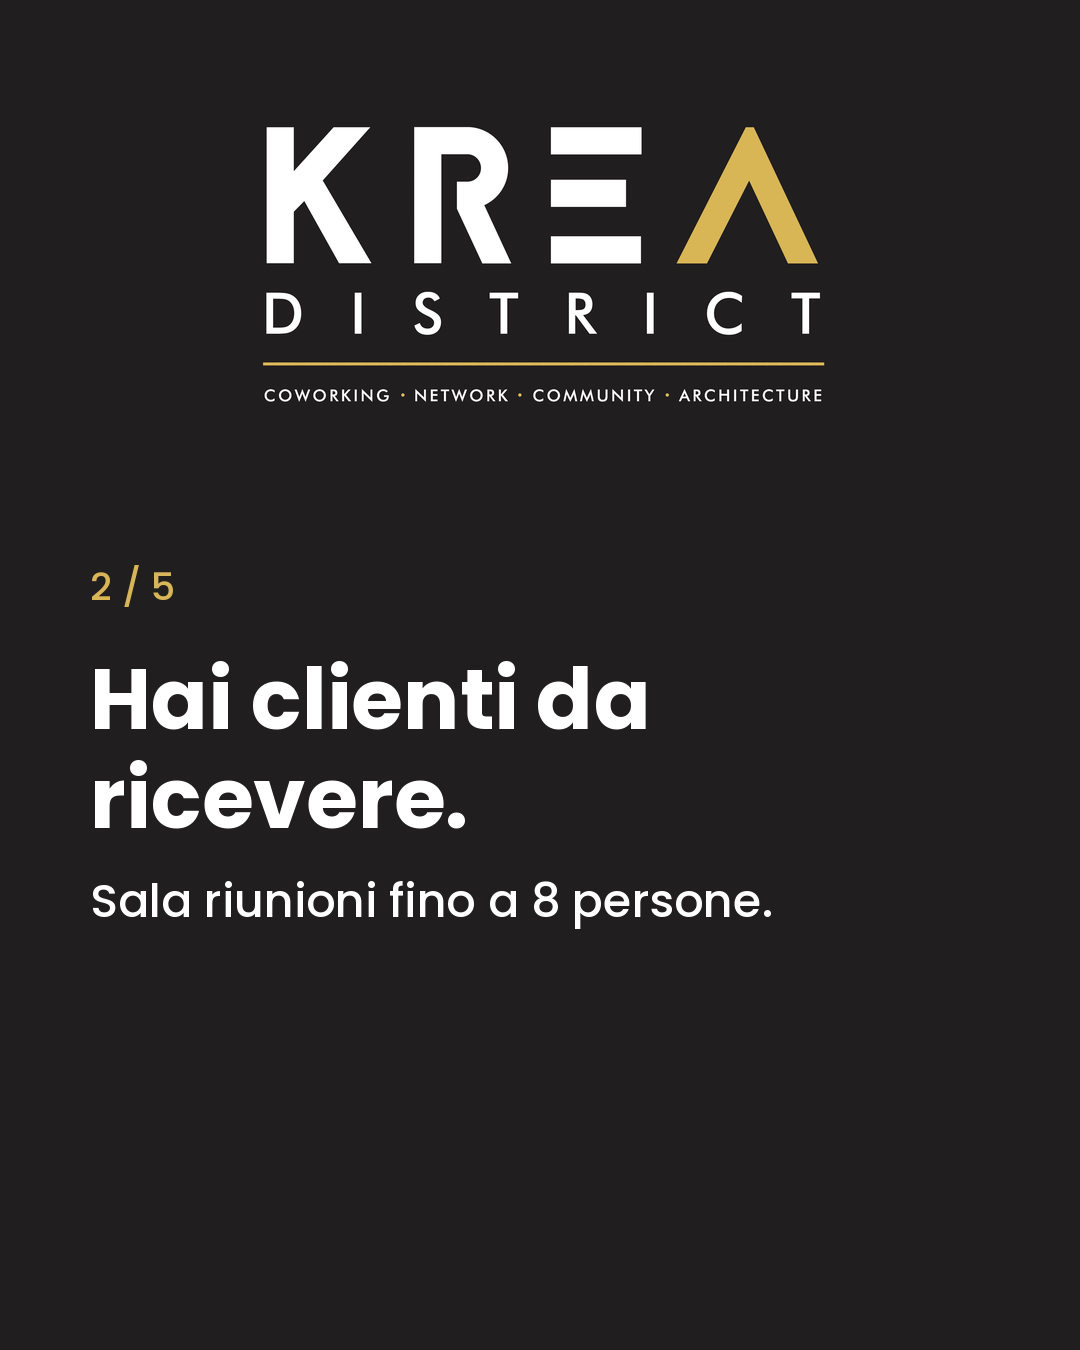 KREA
DISTRICT
COWORKING • NETWORK • COMMUNITY • ARCHITECTURE
2 / 5
Hai clienti da
ricevere.
Sala riunioni fino a 8 persone.